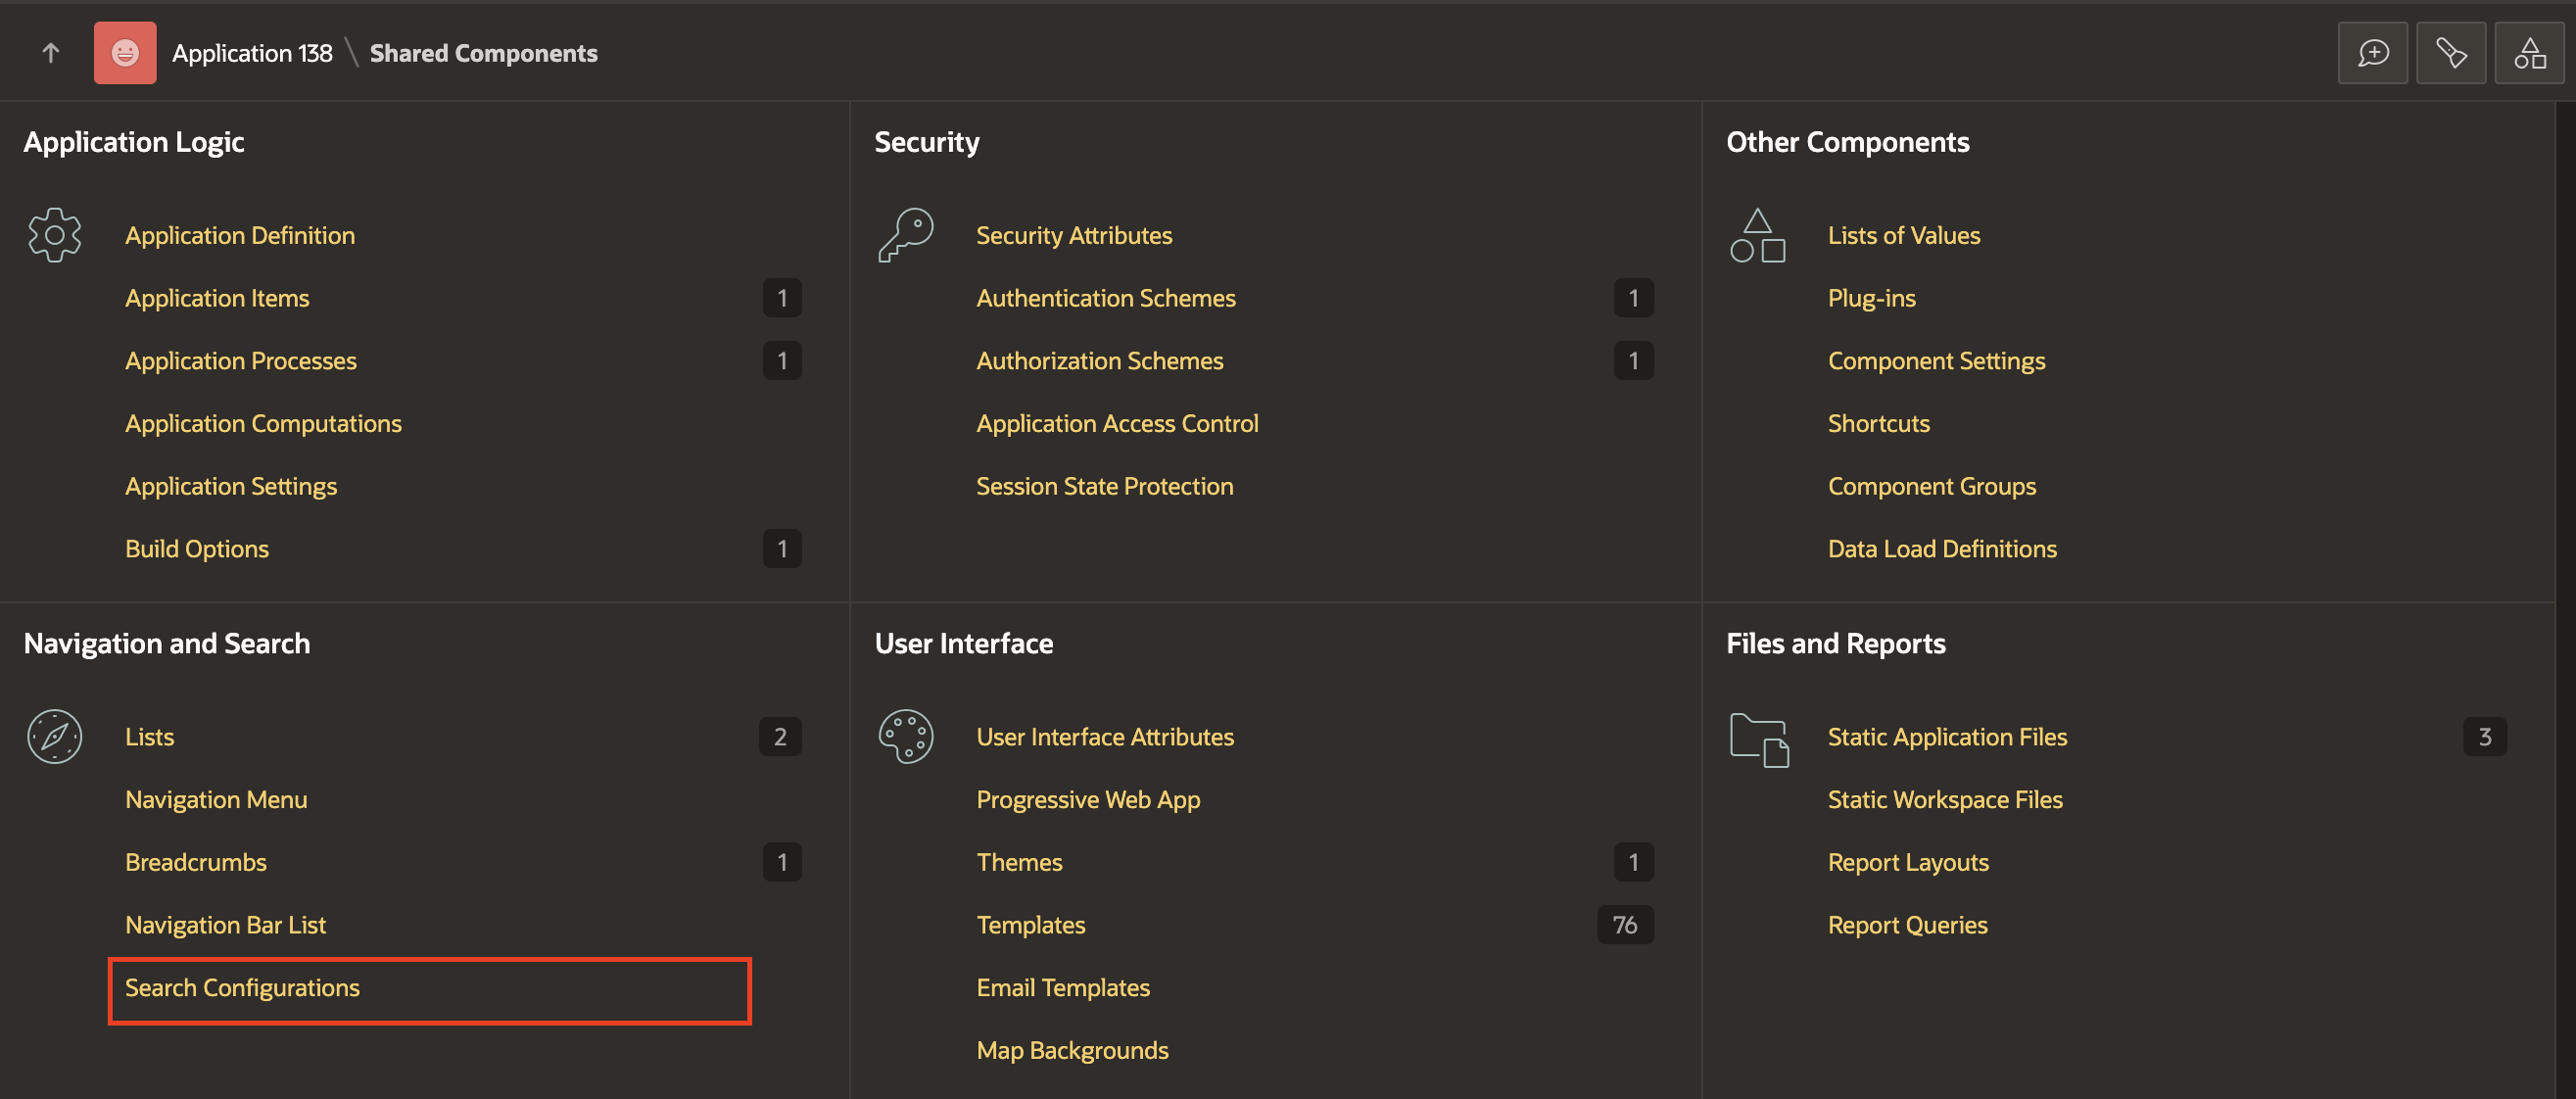 Application 138 \ Shared Components
Application Logic
Application Definition
Application Items 1
Application Processes 1
Application Computations
Application Settings
Build Options 1
Security
Security Attributes
Authentication Schemes 1
Authorization Schemes 1
Application Access Control
Session State Protection
Other Components
Lists of Values
Plug-ins
Component Settings
Shortcuts
Component Groups
Data Load Definitions
Navigation and Search
Lists 2
Navigation Menu
Breadcrumbs 1
Navigation Bar List
Search Configurations
User Interface
User Interface Attributes
Progressive Web App
Themes 1
Templates 76
Email Templates
Map Backgrounds
Files and Reports
Static Application Files 3
Static Workspace Files
Report Layouts
Report Queries